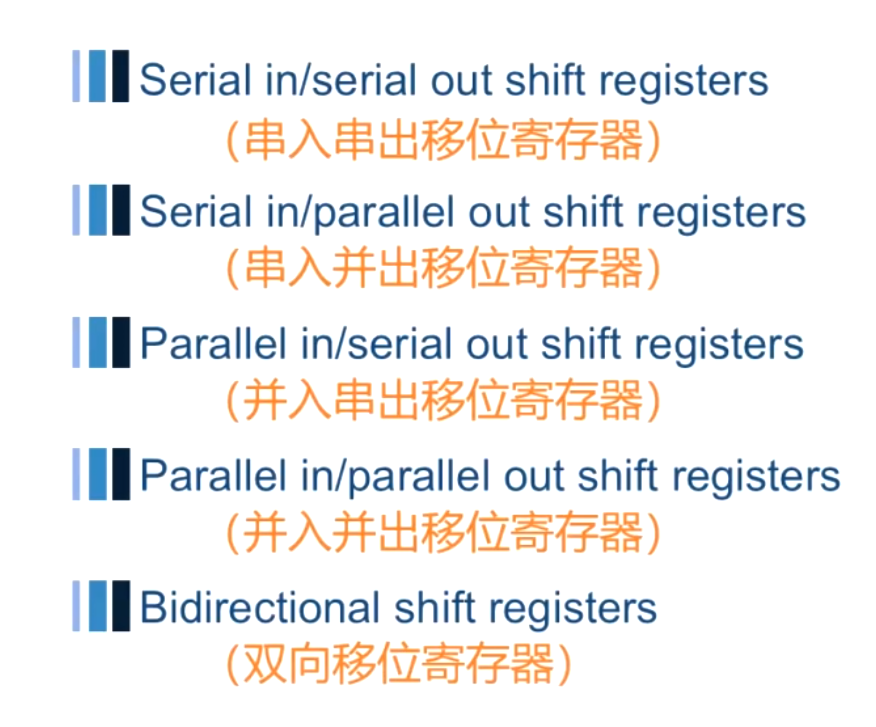 Serial in/serial out shift registers
（串入串出移位寄存器）
Serial in/parallel out shift registers
（串入并出移位寄存器）
Parallel in/serial out shift registers
（并入串出移位寄存器）
Parallel in/parallel out shift registers
（并入并出移位寄存器）
Bidirectional shift registers
（双向移位寄存器）